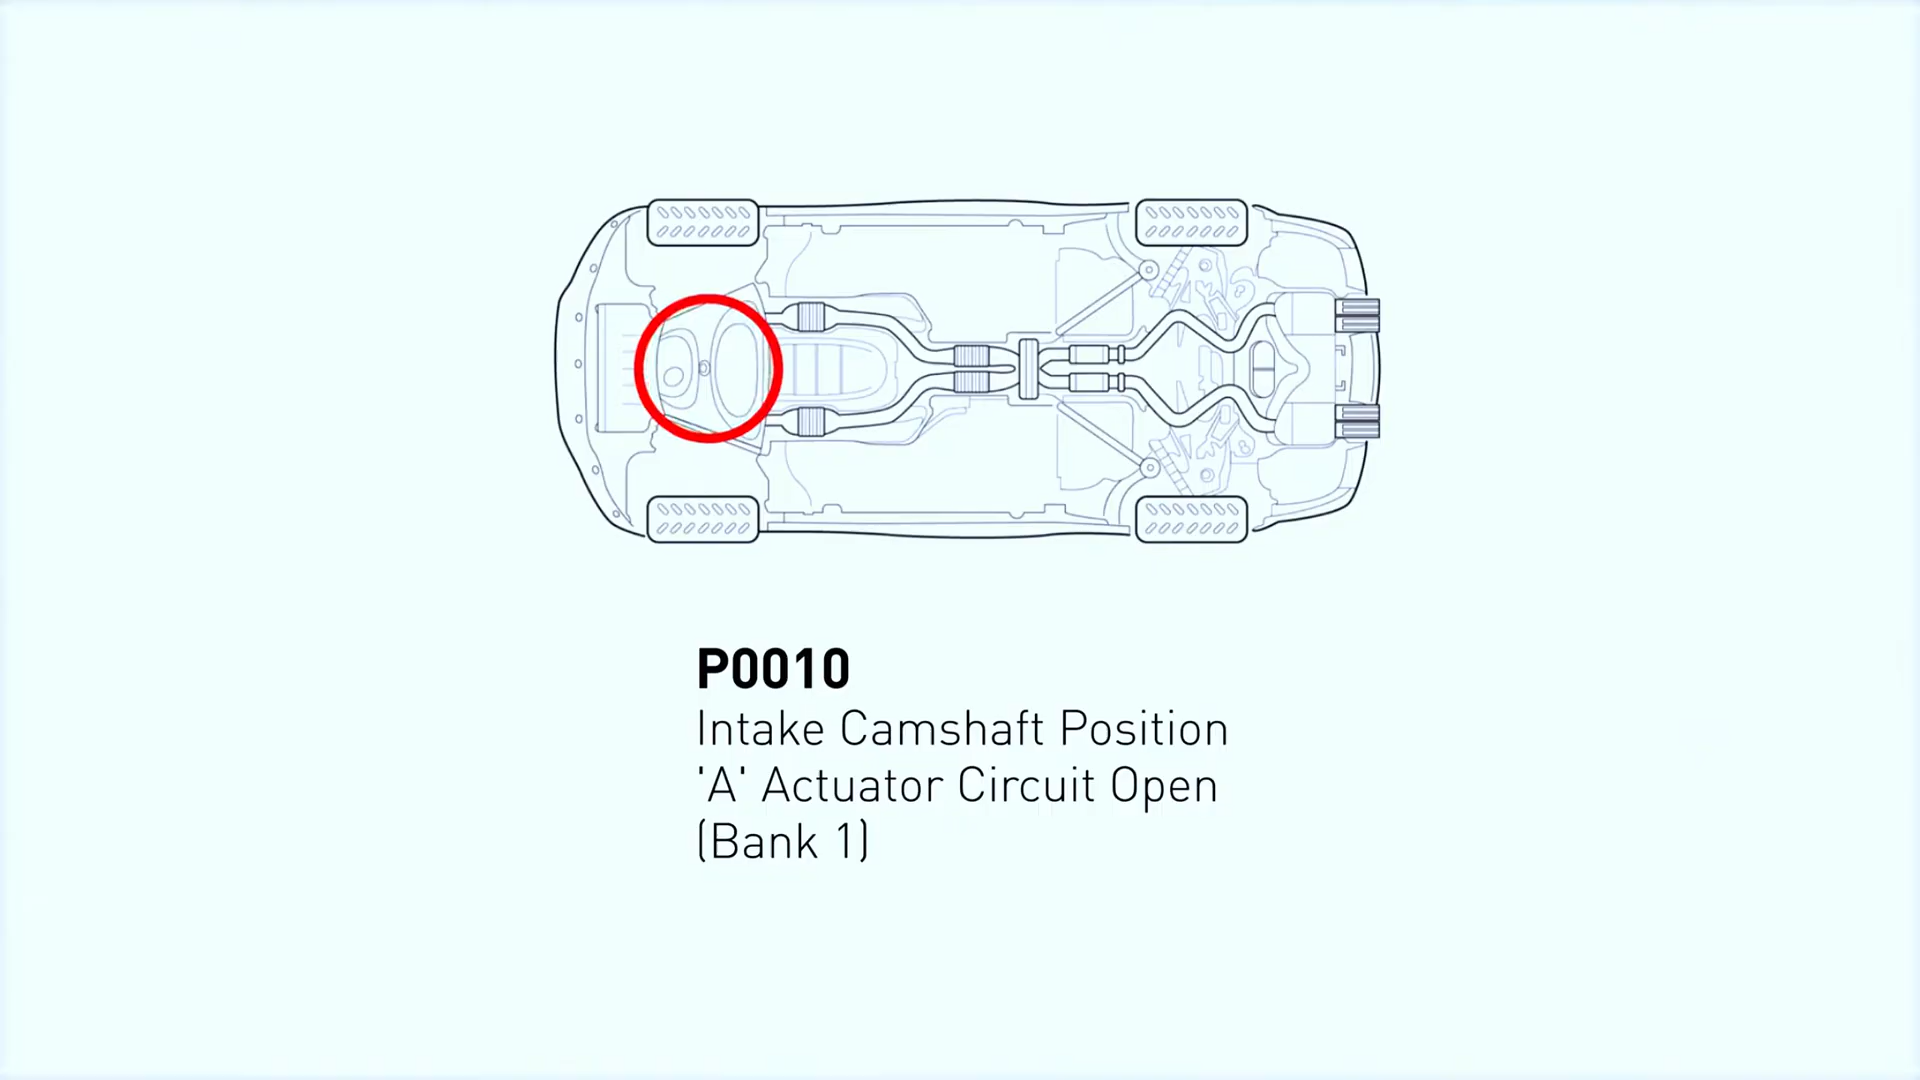 P0010
Intake Camshaft Position
'A' Actuator Circuit Open
(Bank 1)